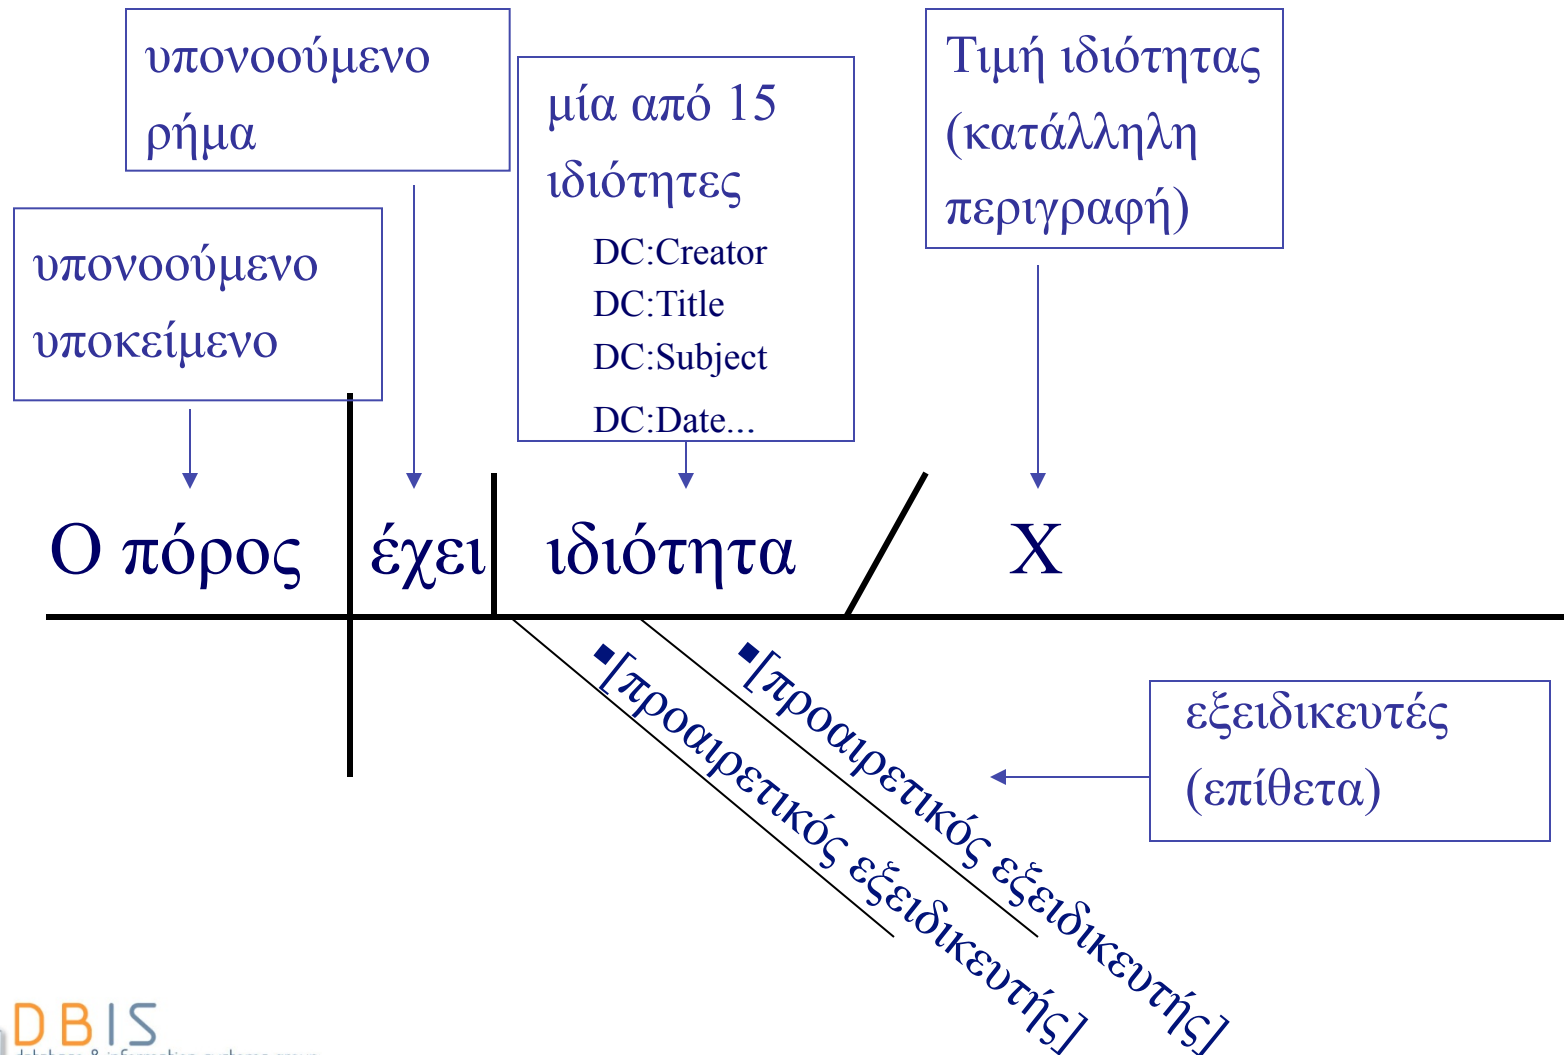 υπονοούμενο
ρήμα
υπονοούμενο
υποκείμενο
μία από 15
ιδιότητες
DC:Creator
DC:Title
DC:Subject
DC:Date...
Τιμή ιδιότητας
(κατάλληλη
περιγραφή)
Ο πόρος έχει ιδιότητα X
▪[προαιρετικός εξειδικευτής]
▪[προαιρετικός εξειδικευτής]
εξειδικευτές
(επίθετα)
DBIS